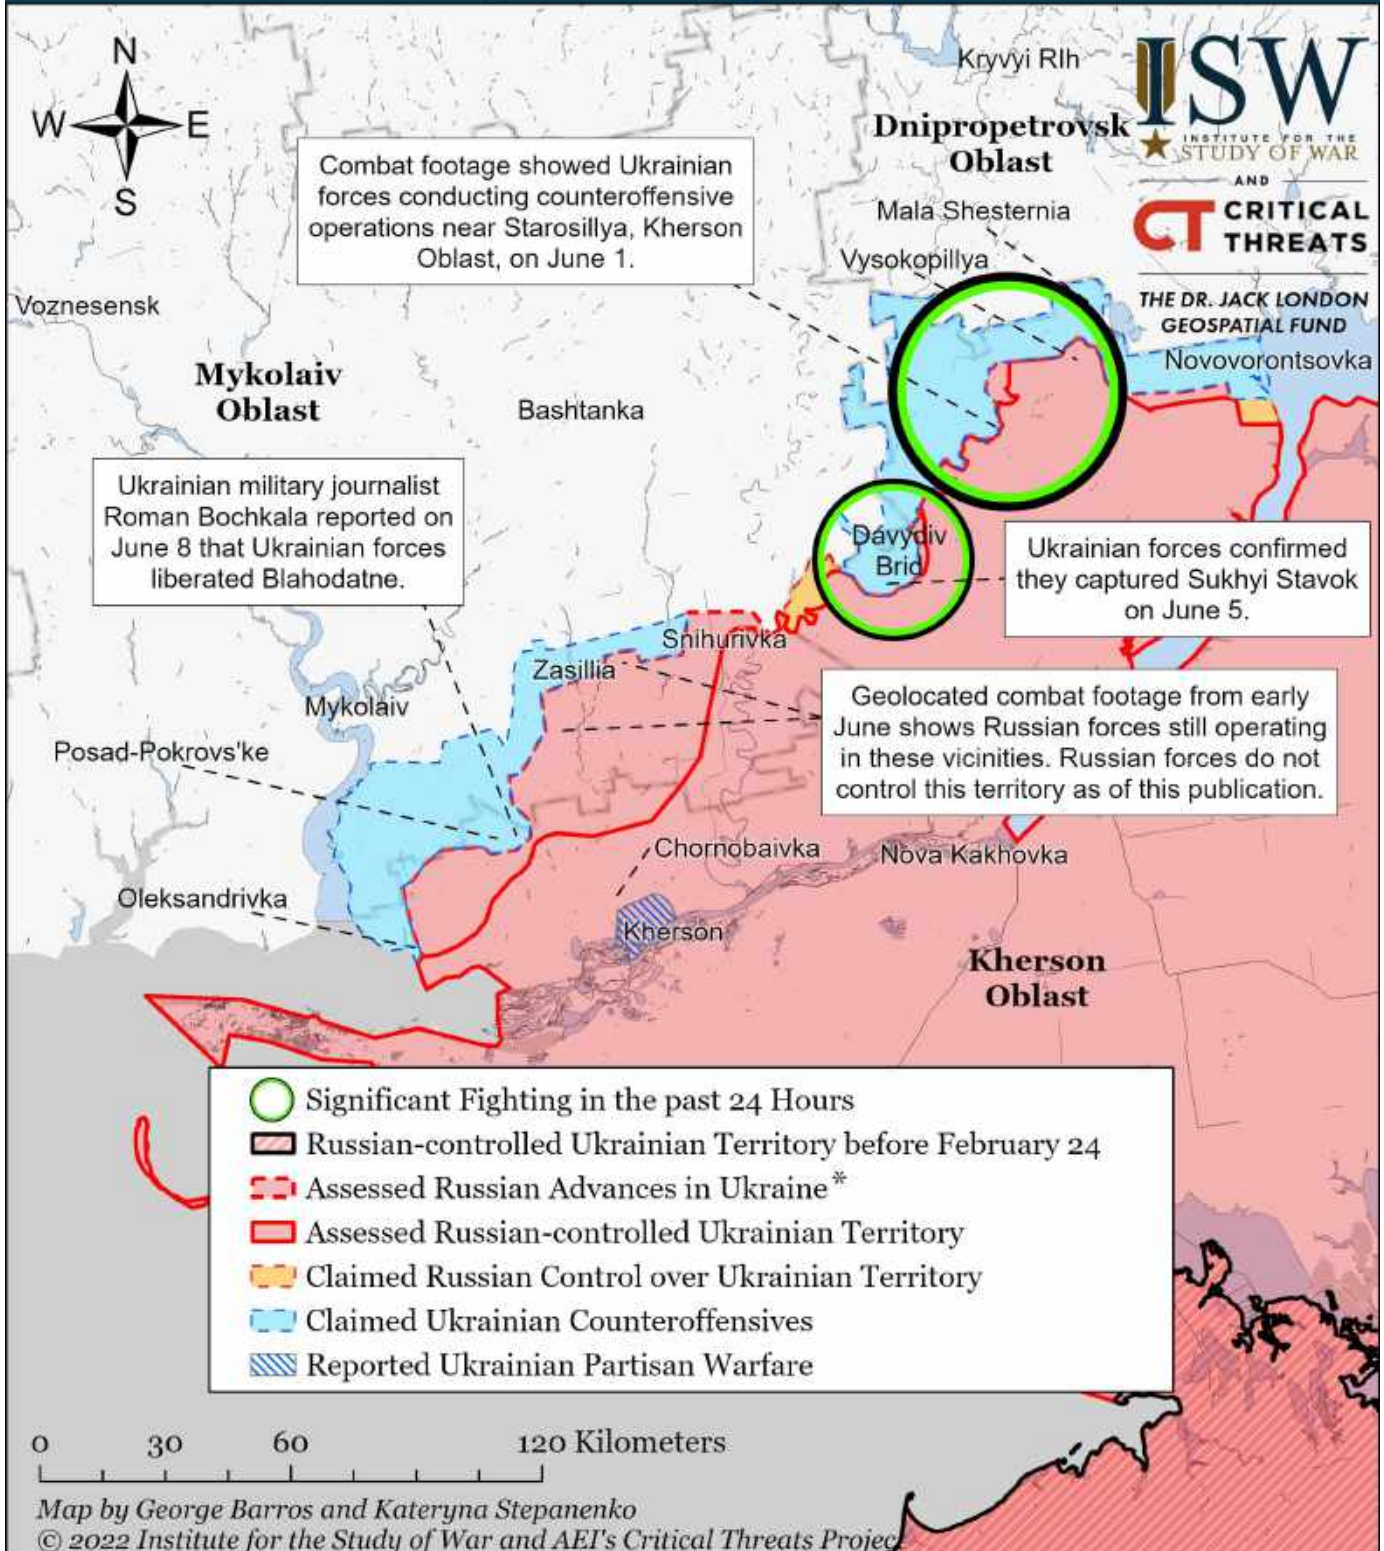 N
W E
S
Kryvyi RIh
ISW
INSTITUTE FOR THE
STUDY OF WAR
AND
CT CRITICAL
THREATS
THE DR. JACK LONDON
GEOSPATIAL FUND
Dnipropetrovsk
Oblast
Combat footage showed Ukrainian
forces conducting counteroffensive
operations near Starosillya, Kherson
Oblast, on June 1.
Mala Shesternia
Vysokopillya
Voznesensk
Novovorontsovka
Mykolaiv
Oblast
Bashtanka
Ukrainian military journalist
Roman Bochkala reported on
June 8 that Ukrainian forces
liberated Blahodatne.
Davydiv
Brid
Ukrainian forces confirmed
they captured Sukhyi Stavok
on June 5.
Snihurivka
Zasillia
Mykolaiv
Geolocated combat footage from early
June shows Russian forces still operating
in these vicinities. Russian forces do not
control this territory as of this publication.
Posad-Pokrovs'ke
Chornobaivka
Nova Kakhovka
Oleksandrivka
Kherson
Kherson
Oblast
Significant Fighting in the past 24 Hours
Russian-controlled Ukrainian Territory before February 24
Assessed Russian Advances in Ukraine*
Assessed Russian-controlled Ukrainian Territory
Claimed Russian Control over Ukrainian Territory
Claimed Ukrainian Counteroffensives
Reported Ukrainian Partisan Warfare
0 30 60 120 Kilometers
Map by George Barros and Kateryna Stepanenko
© 2022 Institute for the Study of War and AEI's Critical Threats Project